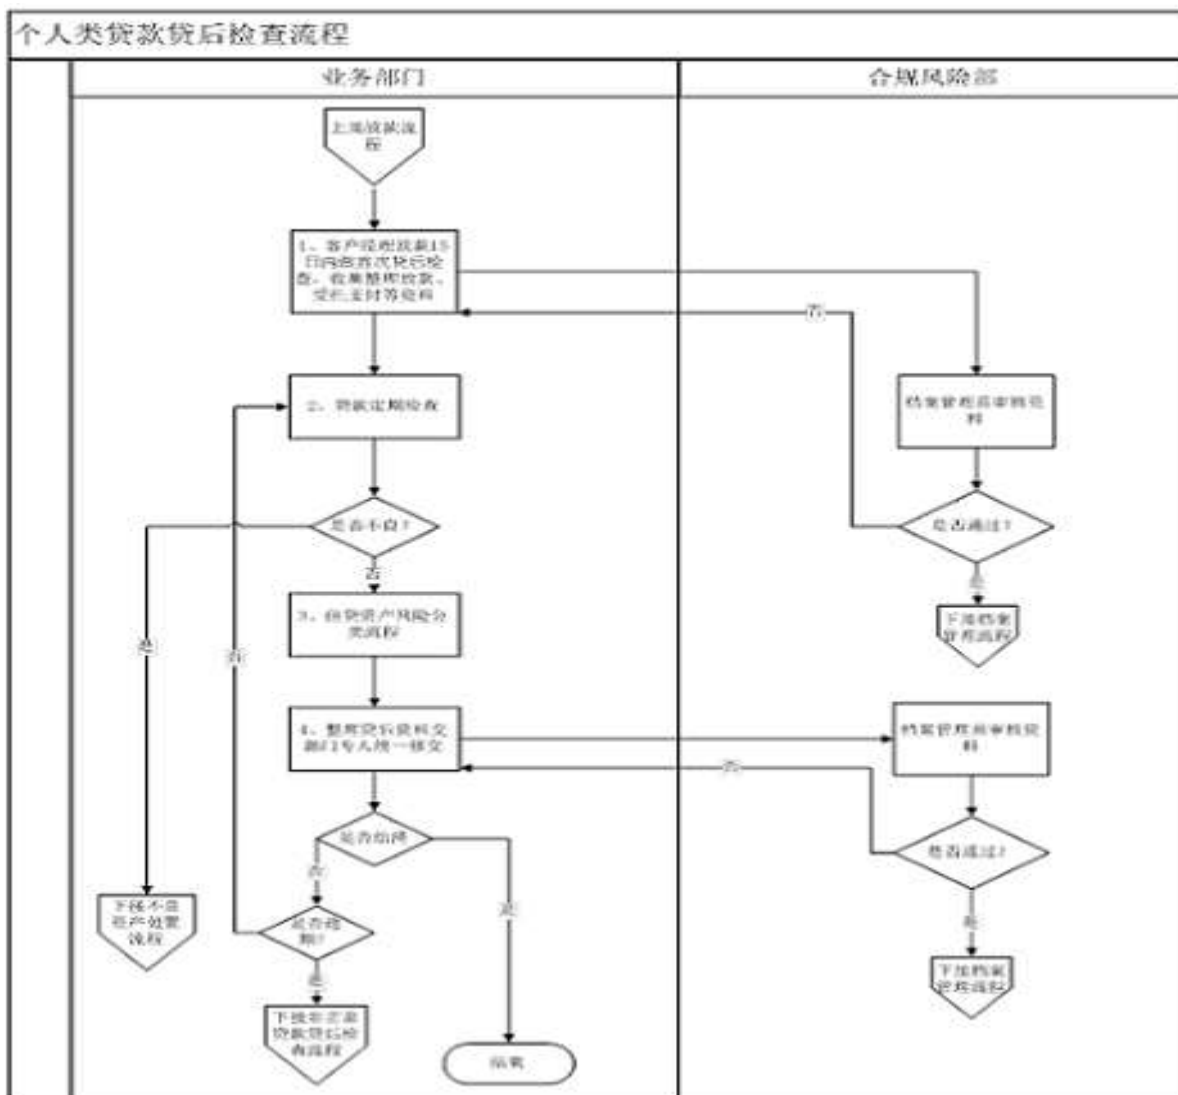 个人类贷款贷后检查流程
业务部门
合规风险部
上接放款流
程
1、客户经理放款15
日内做首次贷后检
查、收集整理放款、
受托支付等资料
否
2、贷款定期检查
档案管理员审核资
料
是否不良?
是否通过?
否
是
3、信贷资产风险分
类流程
下接档案
管理流程
是
否
4、整理贷后资料交
部门专人统一移交
档案管理员审核资
料
否
是否结清
是否通过?
否
是
下接不良
资产处置
流程
是否逾
期?
是
是
下接档案
管理流程
贷款贷后检
查流程
结束